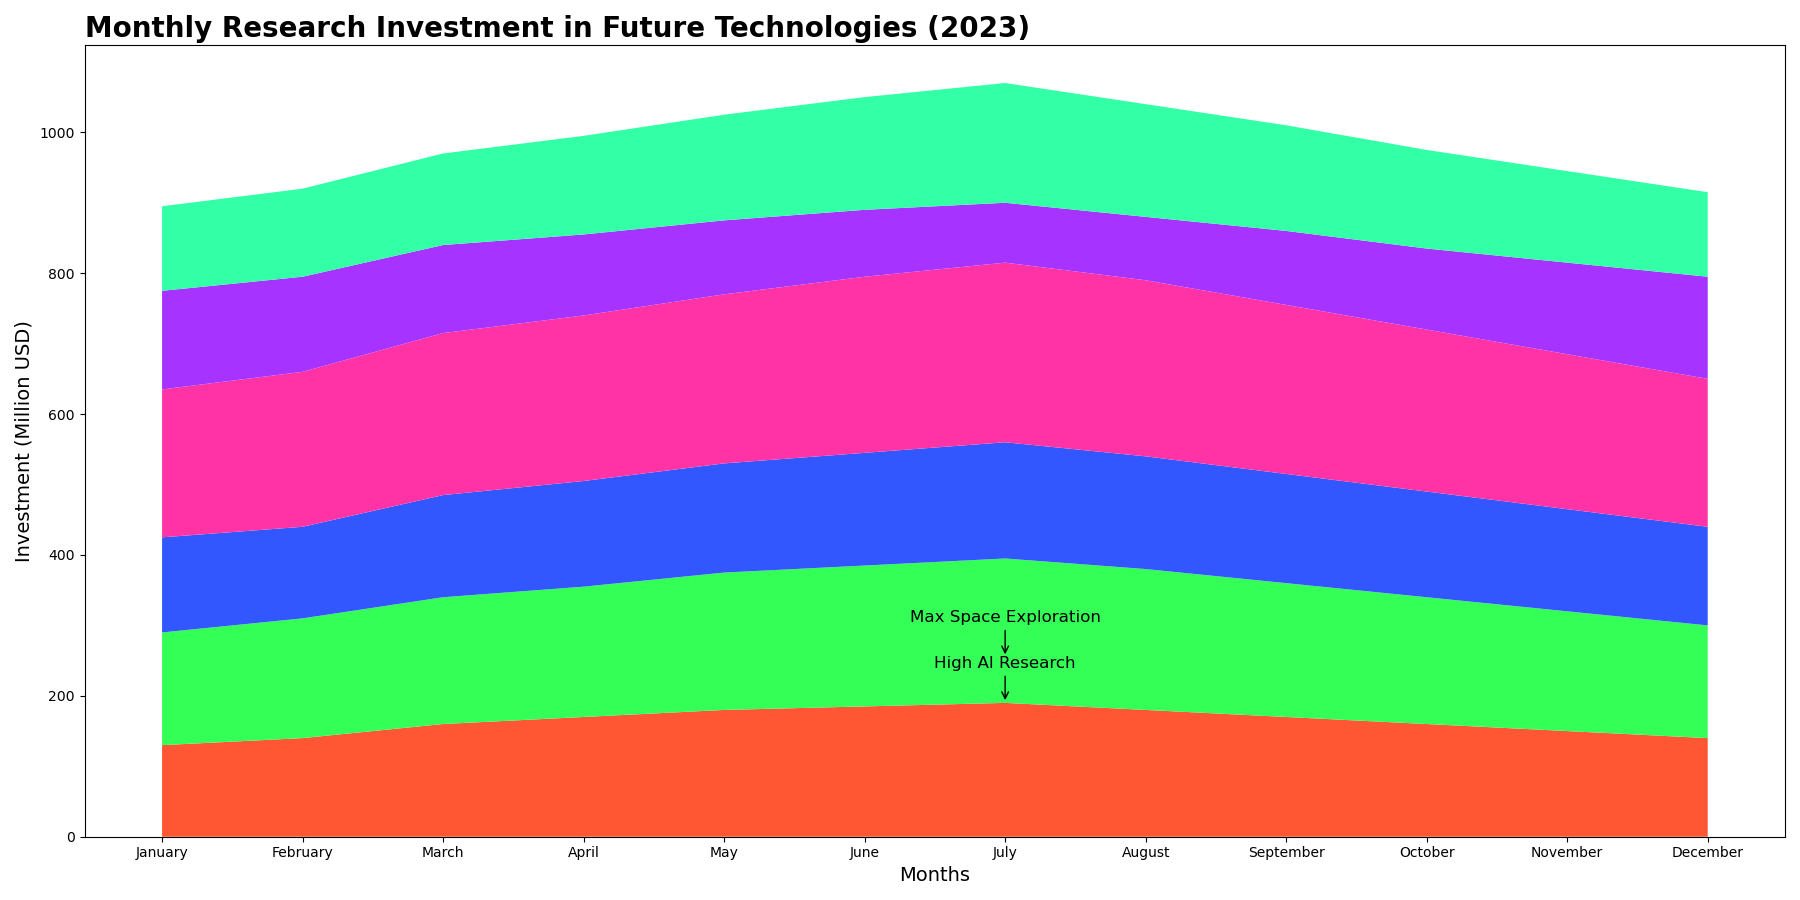 Monthly Research Investment in Future Technologies (2023)
Investment (Million USD)
1000
800
600
400
200
0
Max Space Exploration
High AI Research
January February March April May June July August September October November December
Months